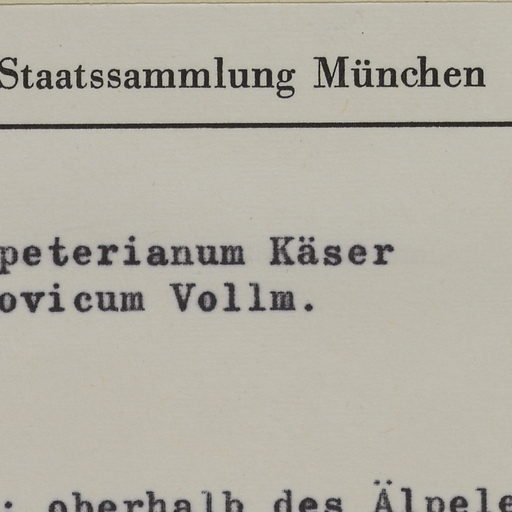 Staatssammlung München
peterianum Käser
ovicum Vollm.
: oberhalb des Älpele